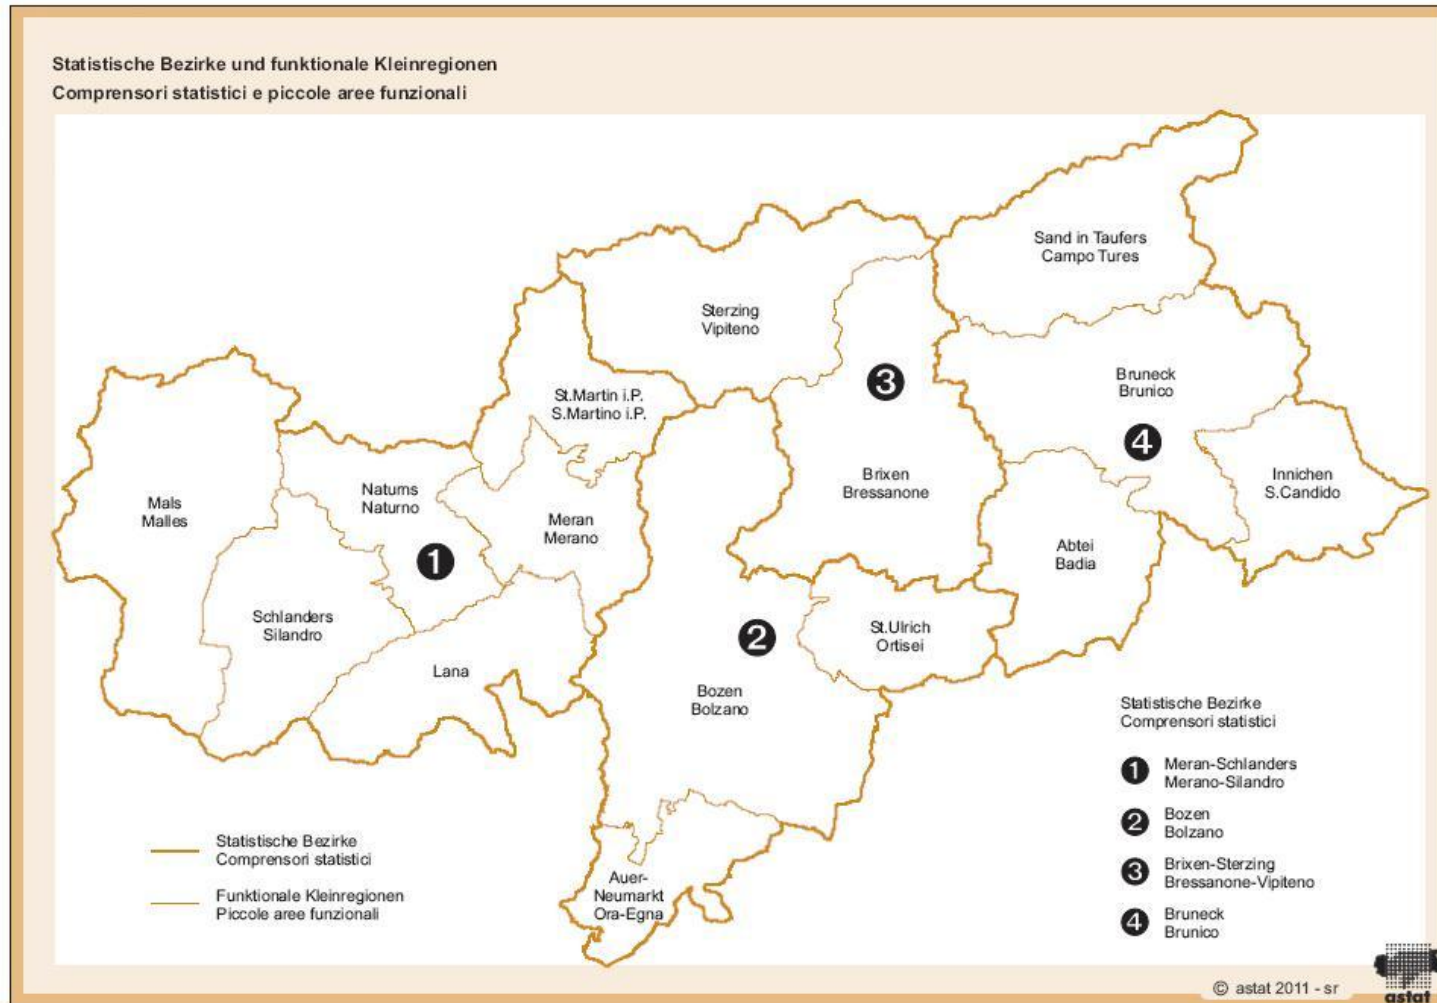 Statistische Bezirke und funktionale Kleinregionen
Comprensori statistici e piccole aree funzionali
Sand in Taufers
Campo Tures
Sterzing
Vipiteno
Bruneck
Brunico
3
St.Martin i.P.
S.Martino i.P.
4
Brixen
Bressanone
Innichen
S.Candido
Naturns
Naturno
Mals
Malles
Meran
Merano
1
Abtei
Badia
Schlanders
Silandro
2
St.Ulrich
Ortisei
Lana
Bozen
Bolzano
Auer-
Neumarkt
Ora-Egna
Statistische Bezirke
Comprensori statistici
Funktionale Kleinregionen
Piccole aree funzionali
Statistische Bezirke
Comprensori statistici
1 Meran-Schlanders
Merano-Silandro
2 Bozen
Bolzano
3 Brixen-Sterzing
Bressanone-Vipiteno
4 Bruneck
Brunico
© astat 2011 - sr
astat